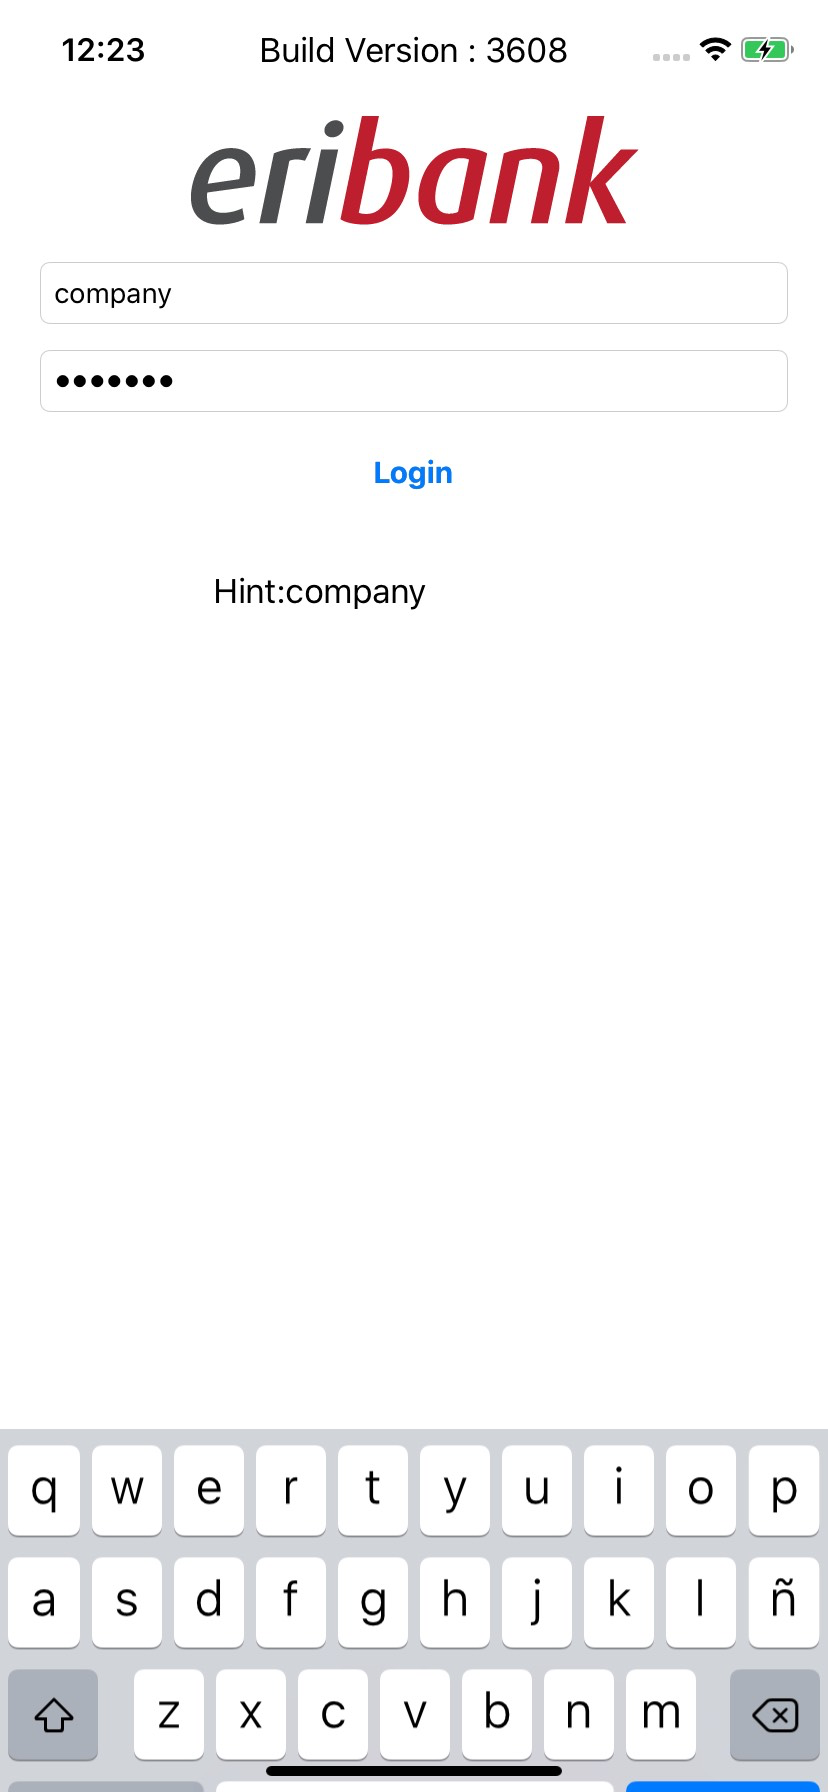 12:23 Build Version : 3608
eribank
company
•••••••
Login
Hint:company
q w e r t y u i o p
a s d f g h j k l ñ
z x c v b n m